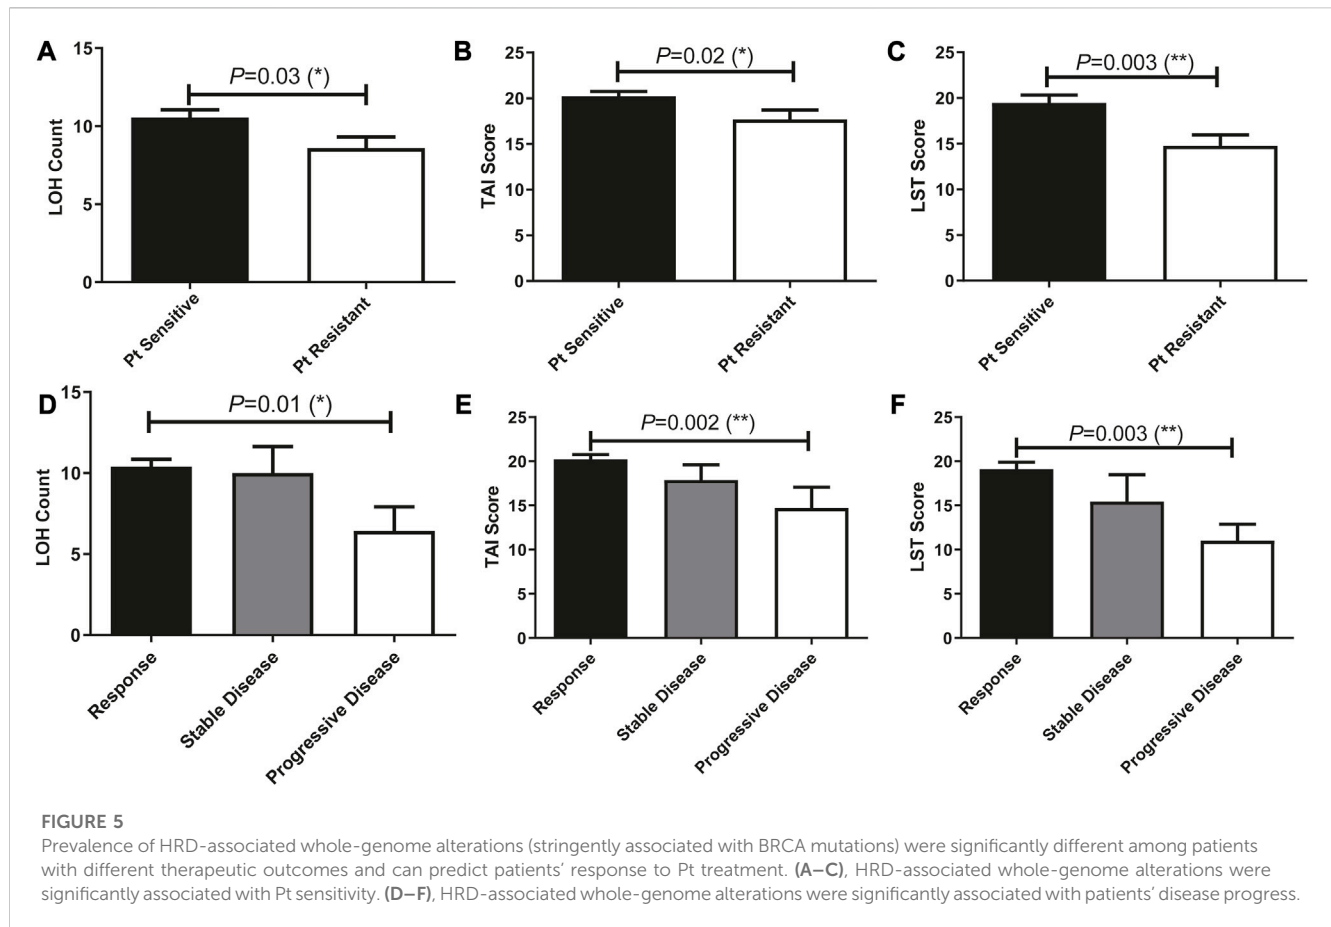 A
15
10
5
0
LOH Count
P=0.03 (*)
Pt Sensitive
Pt Resistant
B
25
20
15
10
5
0
TAI Score
P=0.02 (*)
Pt Sensitive
Pt Resistant
C
25
20
15
10
5
0
LST Score
P=0.003 (**)
Pt Sensitive
Pt Resistant
D
15
10
5
0
LOH Count
P=0.01 (*)
Response
Stable Disease
Progressive Disease
E
25
20
15
10
5
0
TAI Score
P=0.002 (**)
Response
Stable Disease
Progressive Disease
F
25
20
15
10
5
0
LST Score
P=0.003 (**)
Response
Stable Disease
Progressive Disease
FIGURE 5
Prevalence of HRD-associated whole-genome alterations (stringently associated with BRCA mutations) were significantly different among patients
with different therapeutic outcomes and can predict patients' response to Pt treatment. (A–C), HRD-associated whole-genome alterations were
significantly associated with Pt sensitivity. (D–F), HRD-associated whole-genome alterations were significantly associated with patients' disease progress.